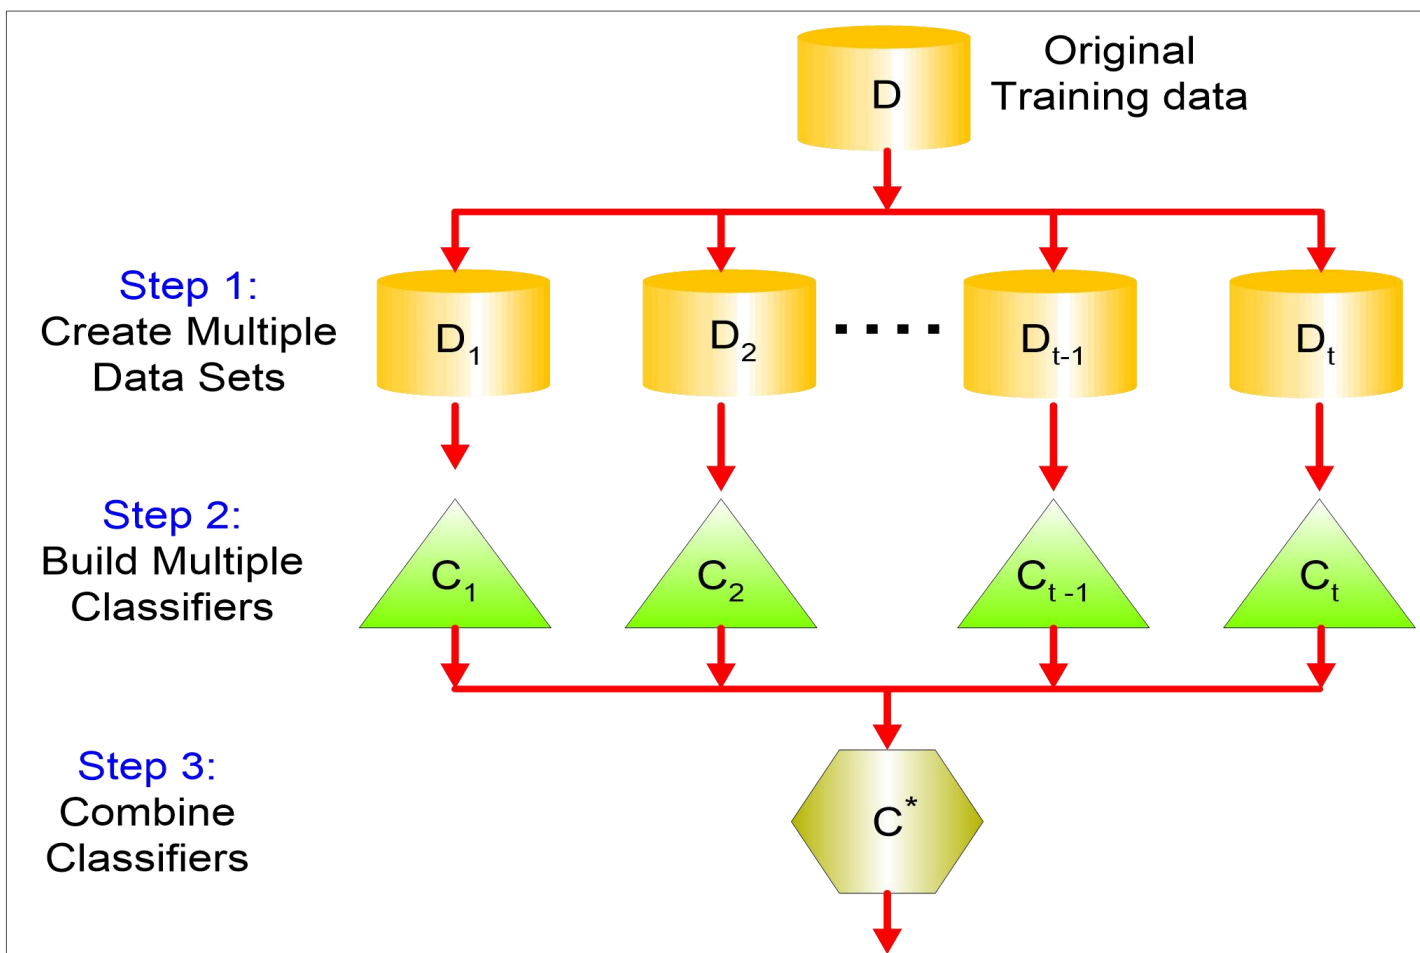 D
Original
Training data
Step 1:
Create Multiple
Data Sets
D1
D2
....
Dt-1
Dt
Step 2:
Build Multiple
Classifiers
C1
C2
Ct -1
Ct
Step 3:
Combine
Classifiers
C*